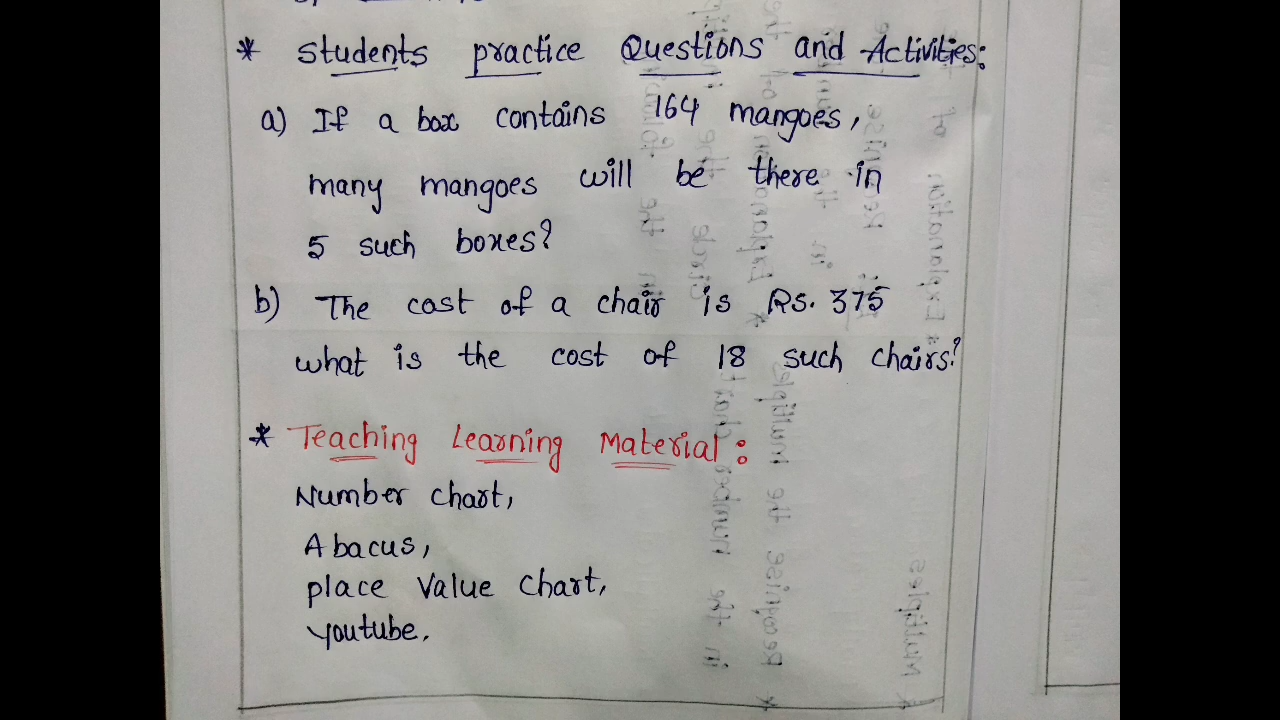 * Students practice Questions and Activities:
a) If a box contains 164 mangoes,
many mangoes will be there in
5 such boxes?
b) The cost of a chair is Rs. 375
what is the cost of 18 such chairs?
* Teaching Learning Material:
Number chart,
Abacus,
place Value chart,
Youtube.